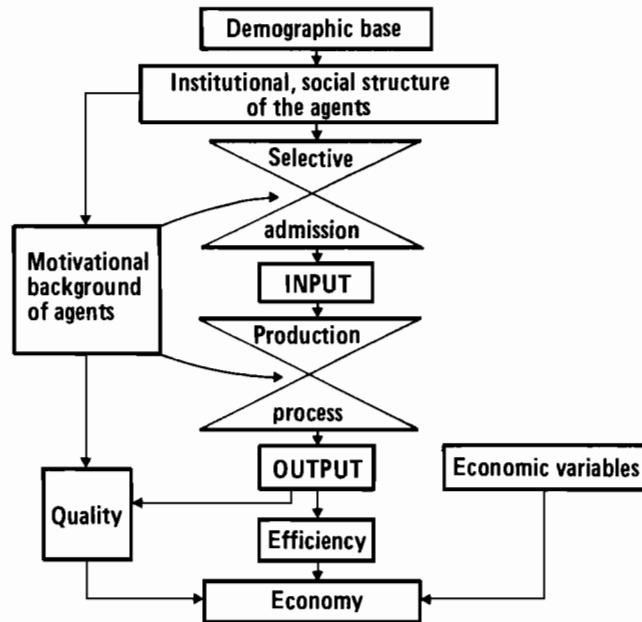 Demographic base
Institutional, social structure
of the agents
Selective
admission
Motivational
background
of agents
INPUT
Production
process
OUTPUT
Economic variables
Quality
Efficiency
Economy